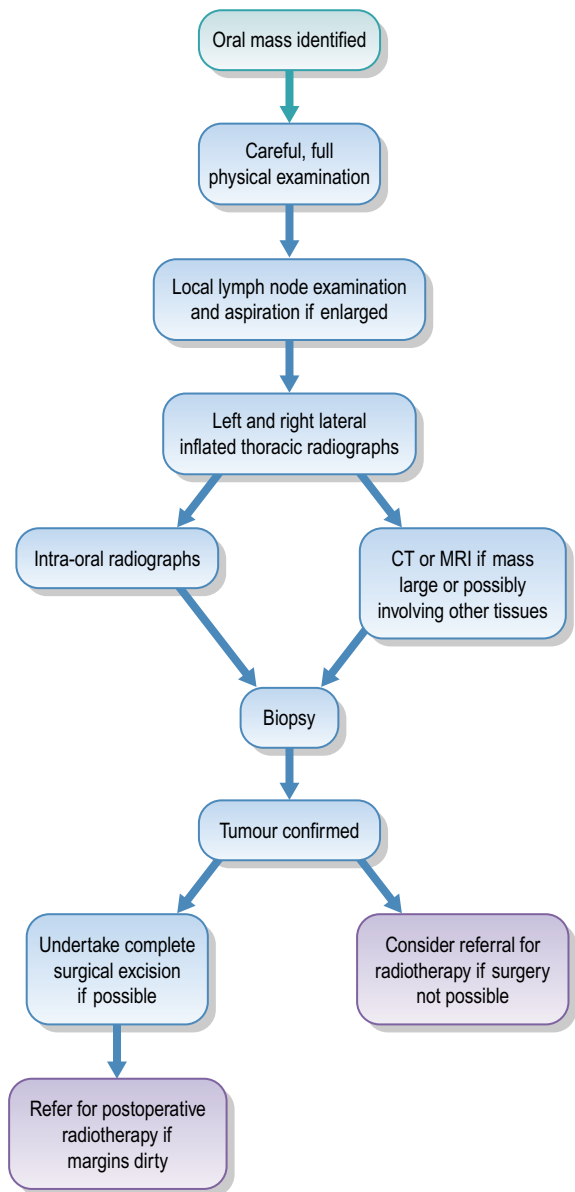 Oral mass identified
Careful, full
physical examination
Local lymph node examination
and aspiration if enlarged
Left and right lateral
inflated thoracic radiographs
Intra-oral radiographs
CT or MRI if mass
large or possibly
involving other tissues
Biopsy
Tumour confirmed
Undertake complete
surgical excision
if possible
Consider referral for
radiotherapy if surgery
not possible
Refer for postoperative
radiotherapy if
margins dirty